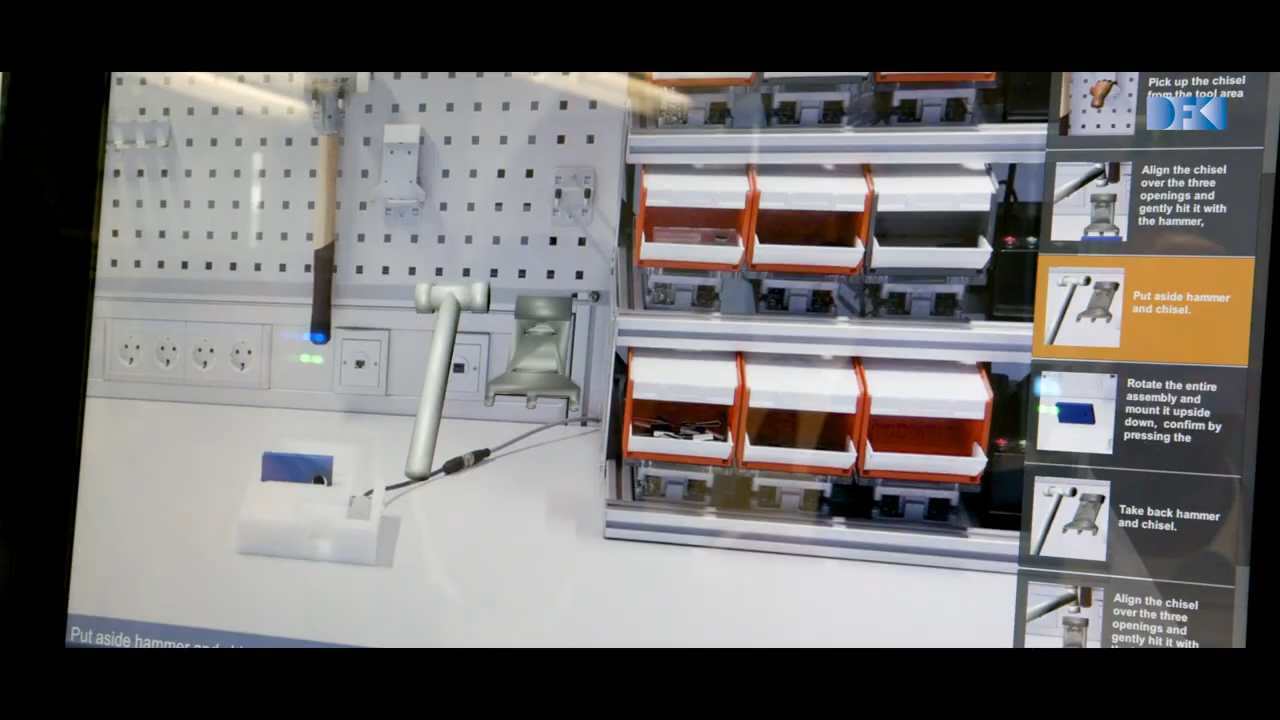 Pick up the chisel
from the tool area
DFKI
Align the chisel
over the three
openings and
gently hit it with
the hammer,
Put aside hammer
and chisel.
Rotate the entire
assembly and
mount it upside
down, confirm by
pressing the
Take back hammer
and chisel.
Align the chisel
over the three
openings and
gently hit it with
Put aside hammer